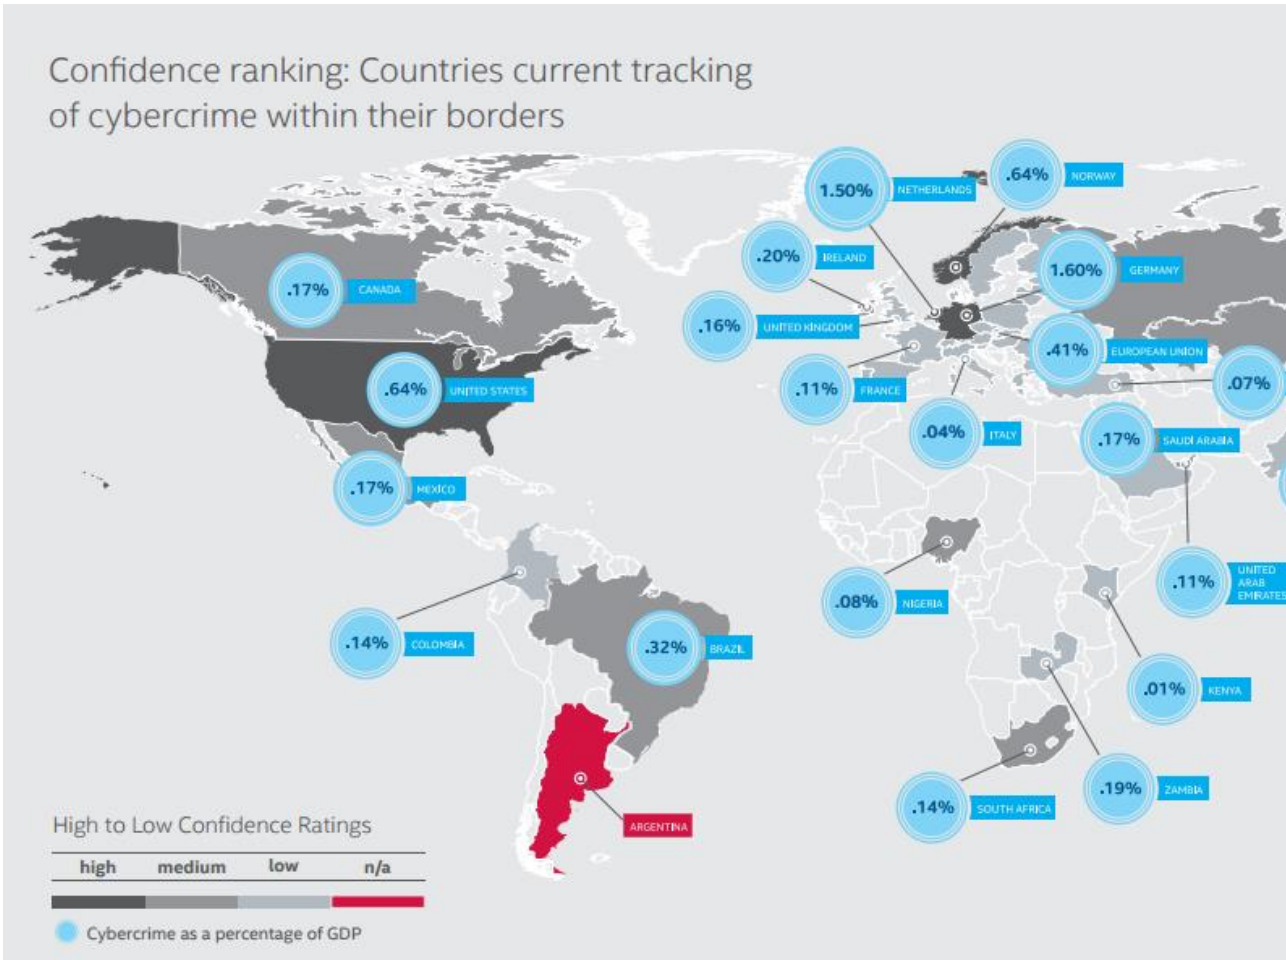 Confidence ranking: Countries current tracking
of cybercrime within their borders
1.50%
NETHERLANDS
.64%
NORWAY
.20%
IRELAND
1.60%
GERMANY
.17%
CANADA
.16%
UNITED KINGDOM
.41%
EUROPEAN UNION
.64%
UNITED STATES
.11%
FRANCE
.07%
.04%
ITALY
.17%
SAUDI ARABIA
.17%
MEXICO
.08%
NIGERIA
.11%
UNITED
ARAB
EMIRATES
.14%
COLOMBIA
.32%
BRAZIL
.01%
KENYA
.14%
SOUTH AFRICA
.19%
ZAMBIA
ARGENTINA
High to Low Confidence Ratings
high medium low n/a
Cybercrime as a percentage of GDP